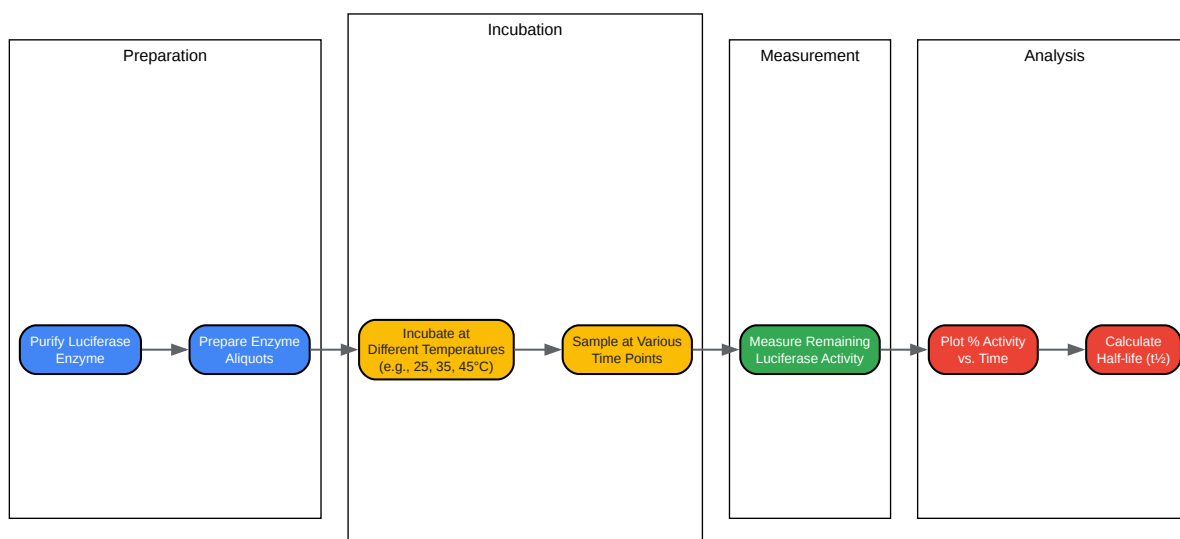 Preparation
Incubation
Measurement
Analysis
Purify Luciferase
Enzyme
Prepare Enzyme
Aliquots
Incubate at
Different Temperatures
(e.g., 25, 35, 45°C)
Sample at Various
Time Points
Measure Remaining
Luciferase Activity
Plot % Activity
vs. Time
Calculate
Half-life (t½)